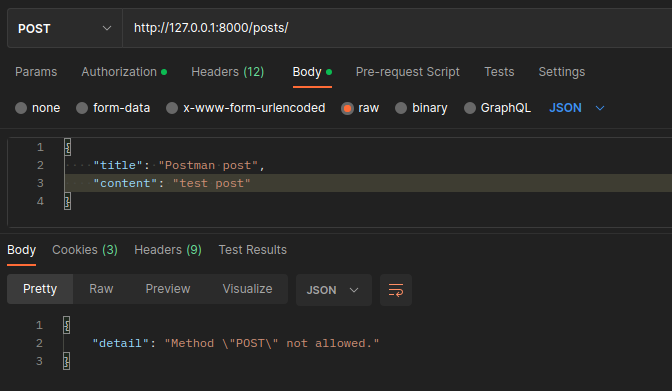 POST http://127.0.0.1:8000/posts/
Params Authorization Headers (12) Body Pre-request Script Tests Settings
none form-data x-www-form-urlencoded raw binary GraphQL JSON
1 {
2 "title": "Postman post",
3 "content": "test post"
4 }
Body Cookies (3) Headers (9) Test Results
Pretty Raw Preview Visualize JSON
1 {
2 "detail": "Method \"POST\" not allowed."
3 }